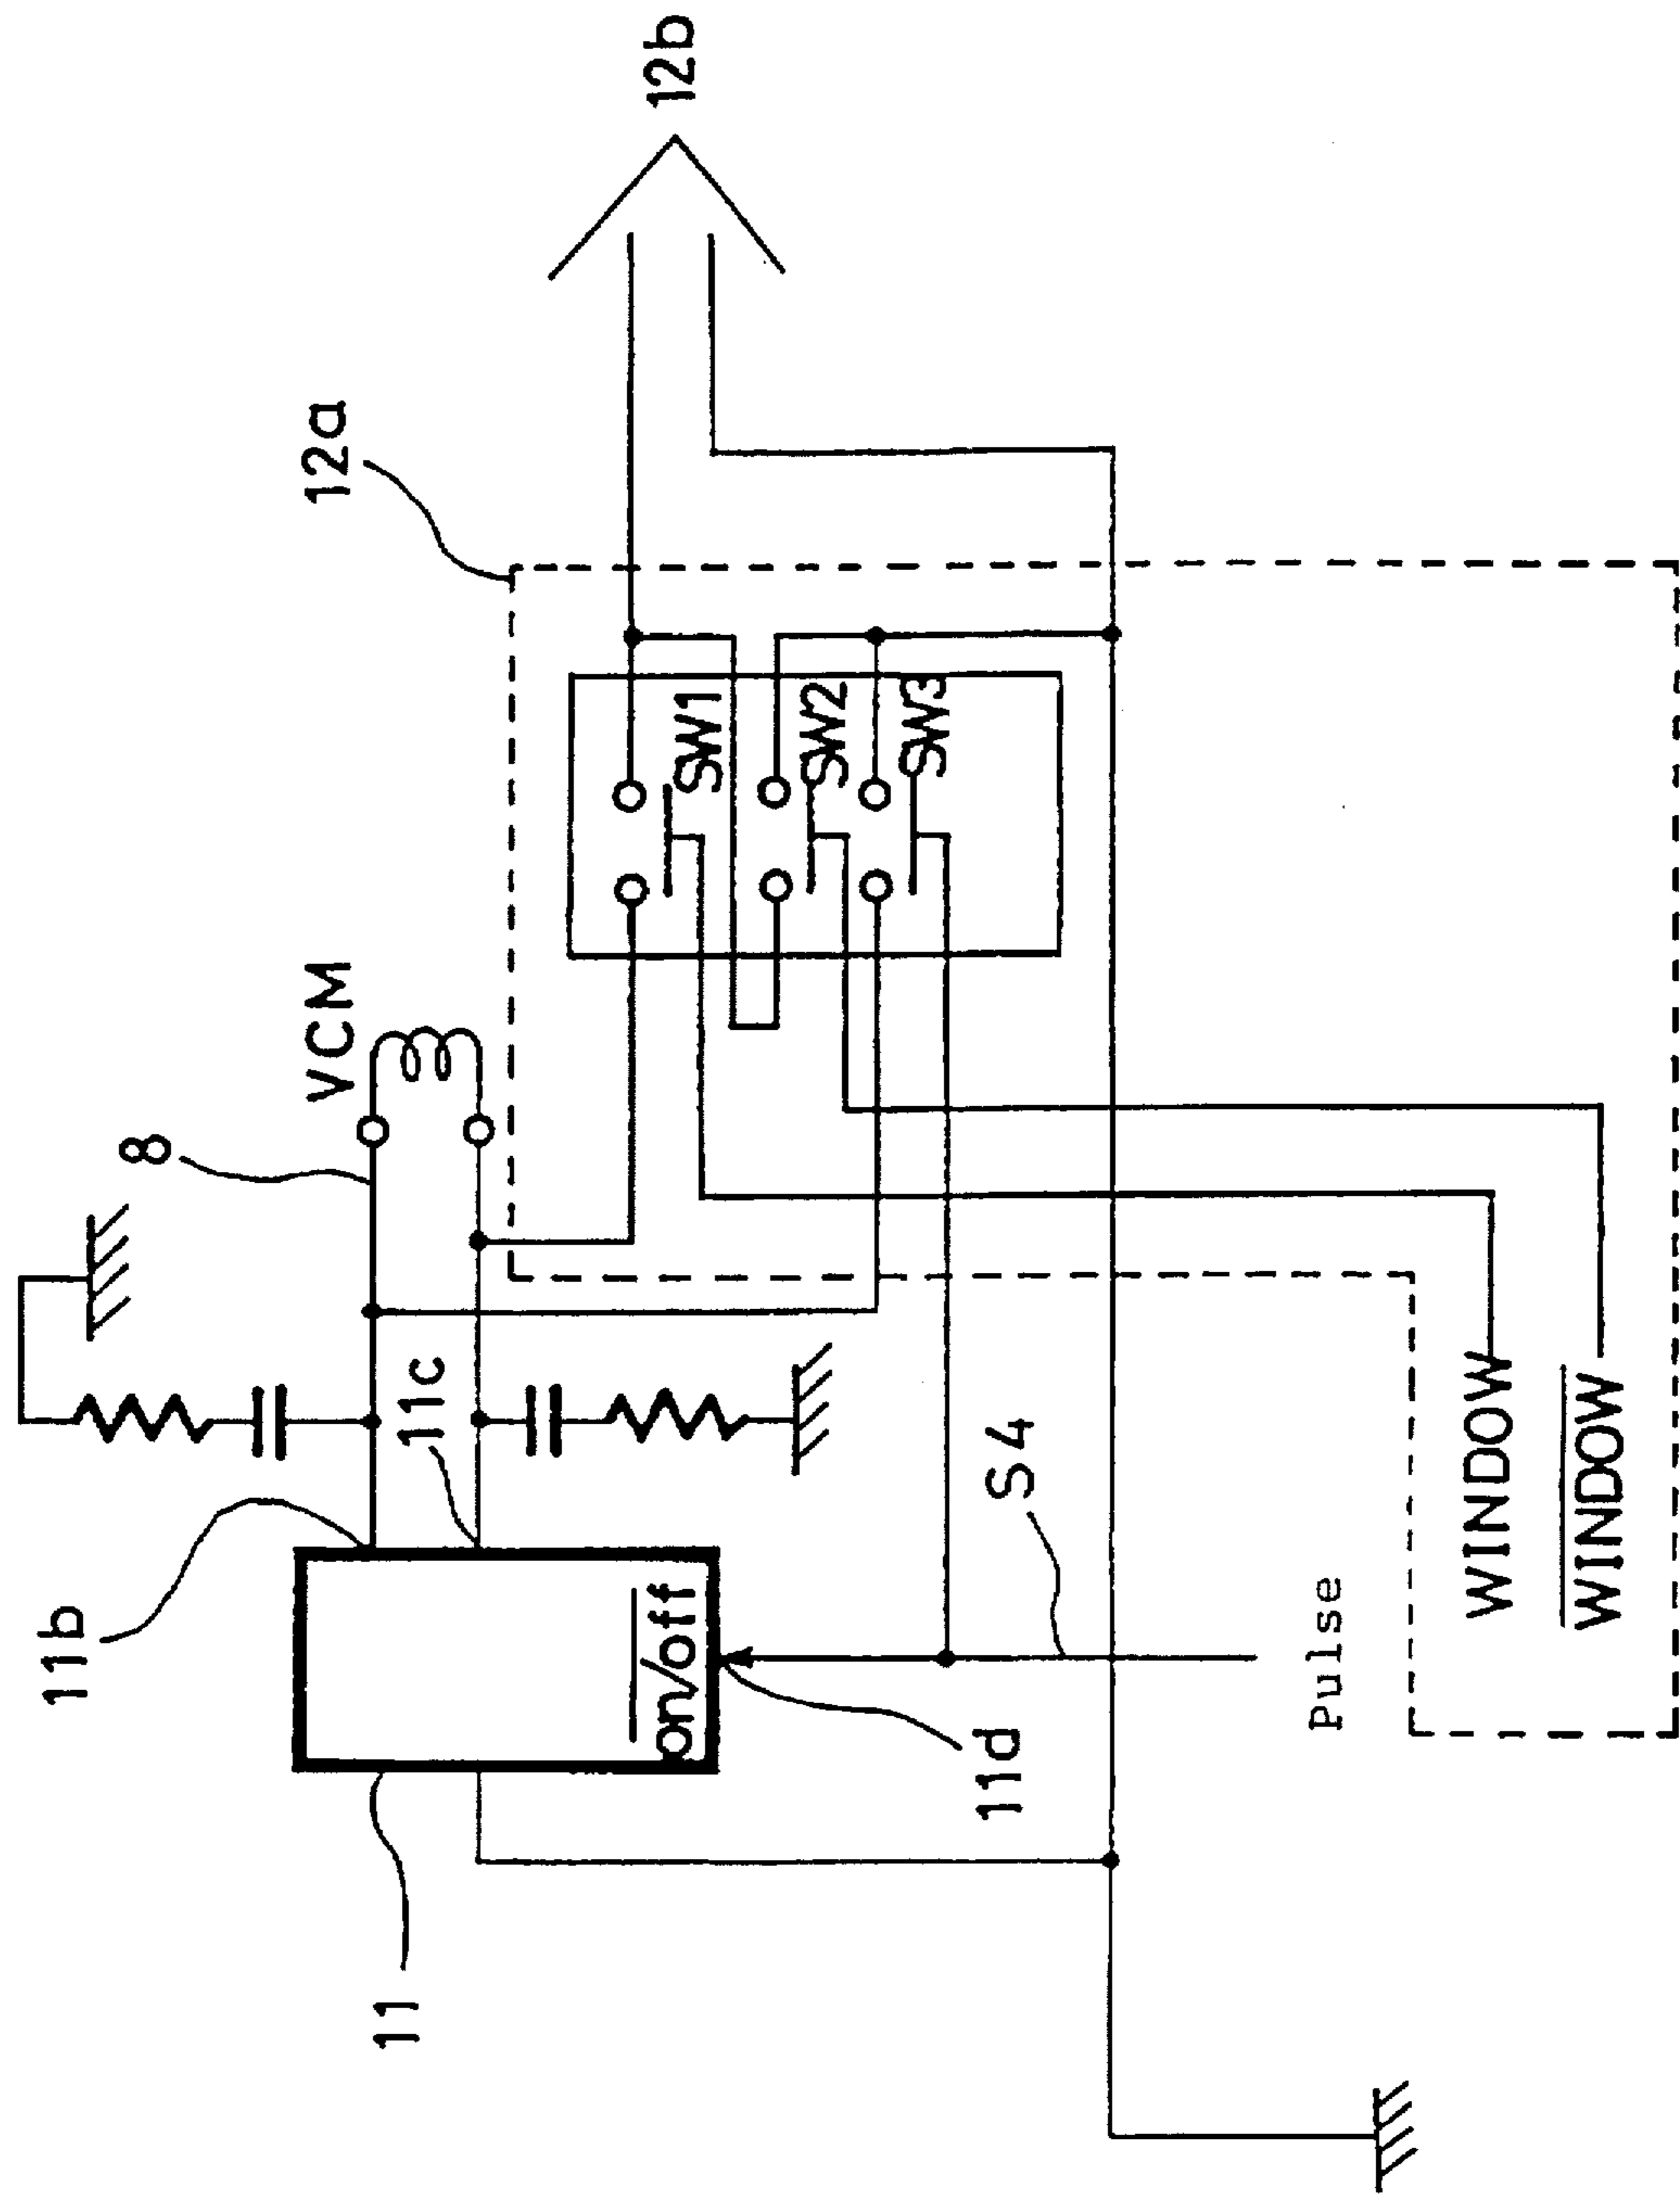 11b
11
on/off
11d
8
VCM
11c
S4
Pulse
12a
SW1
SW2
SW3
WINDOW
WINDOW
12b